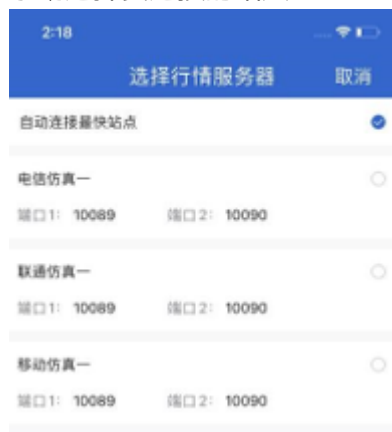 2:18
选择行情服务器 取消
自动连接最快站点
电信仿真一
端口1: 10089 端口2: 10090
联通仿真一
端口1: 10089 端口2: 10090
移动仿真一
端口1: 10089 端口2: 10090